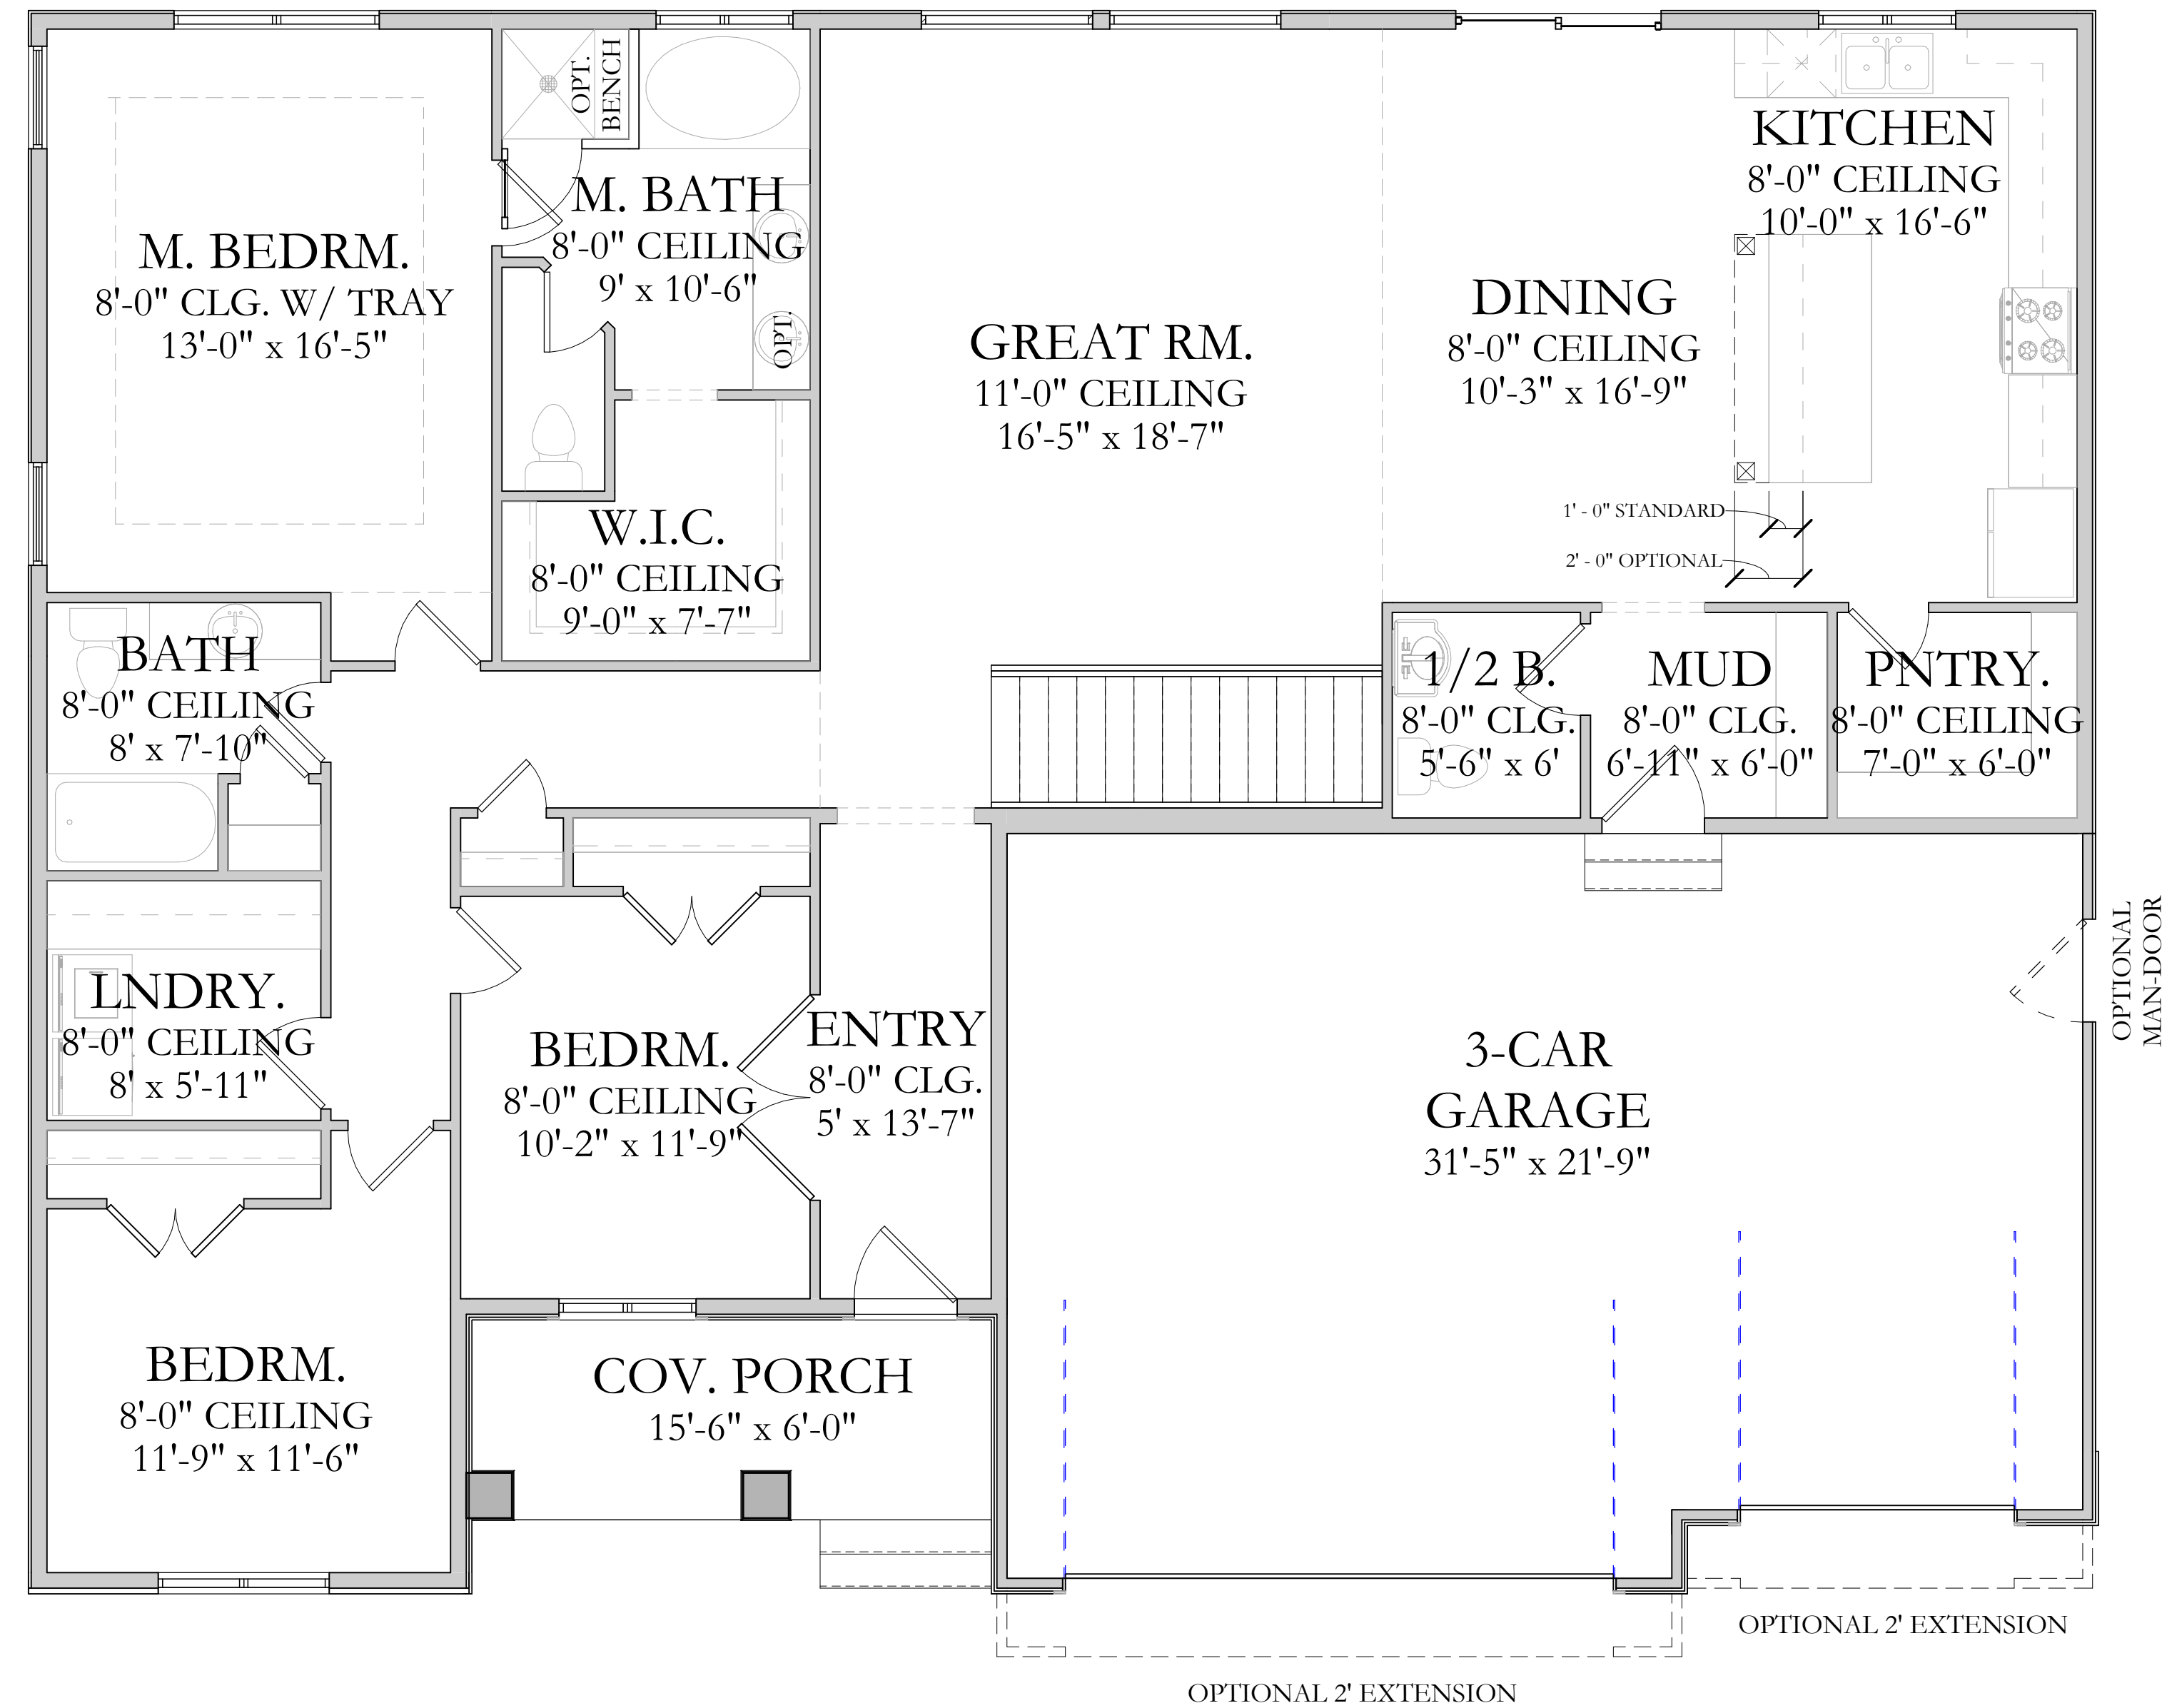 OPT.
BENCH
KITCHEN
8'-0" CEILING
10'-0" x 16'-6"
M. BATH
8'-0" CEILING
9' x 10'-6"
OPT.
M. BEDRM.
8'-0" CLG. W/ TRAY
13'-0" x 16'-5"
GREAT RM.
11'-0" CEILING
16'-5" x 18'-7"
DINING
8'-0" CEILING
10'-3" x 16'-9"
1' - 0" STANDARD
2' - 0" OPTIONAL
W.I.C.
8'-0" CEILING
9'-0" x 7'-7"
BATH
8'-0" CEILING
8' x 7'-10"
1/2 B.
8'-0" CLG.
5'-6" x 6'
MUD
8'-0" CLG.
6'-11" x 6'-0"
PNTRY.
8'-0" CEILING
7'-0" x 6'-0"
OPTIONAL
MAN-DOOR
LNDRY.
8'-0" CEILING
8' x 5'-11"
BEDRM.
8'-0" CEILING
10'-2" x 11'-9"
ENTRY
8'-0" CLG.
5' x 13'-7"
3-CAR
GARAGE
31'-5" x 21'-9"
BEDRM.
8'-0" CEILING
11'-9" x 11'-6"
COV. PORCH
15'-6" x 6'-0"
OPTIONAL 2' EXTENSION
OPTIONAL 2' EXTENSION